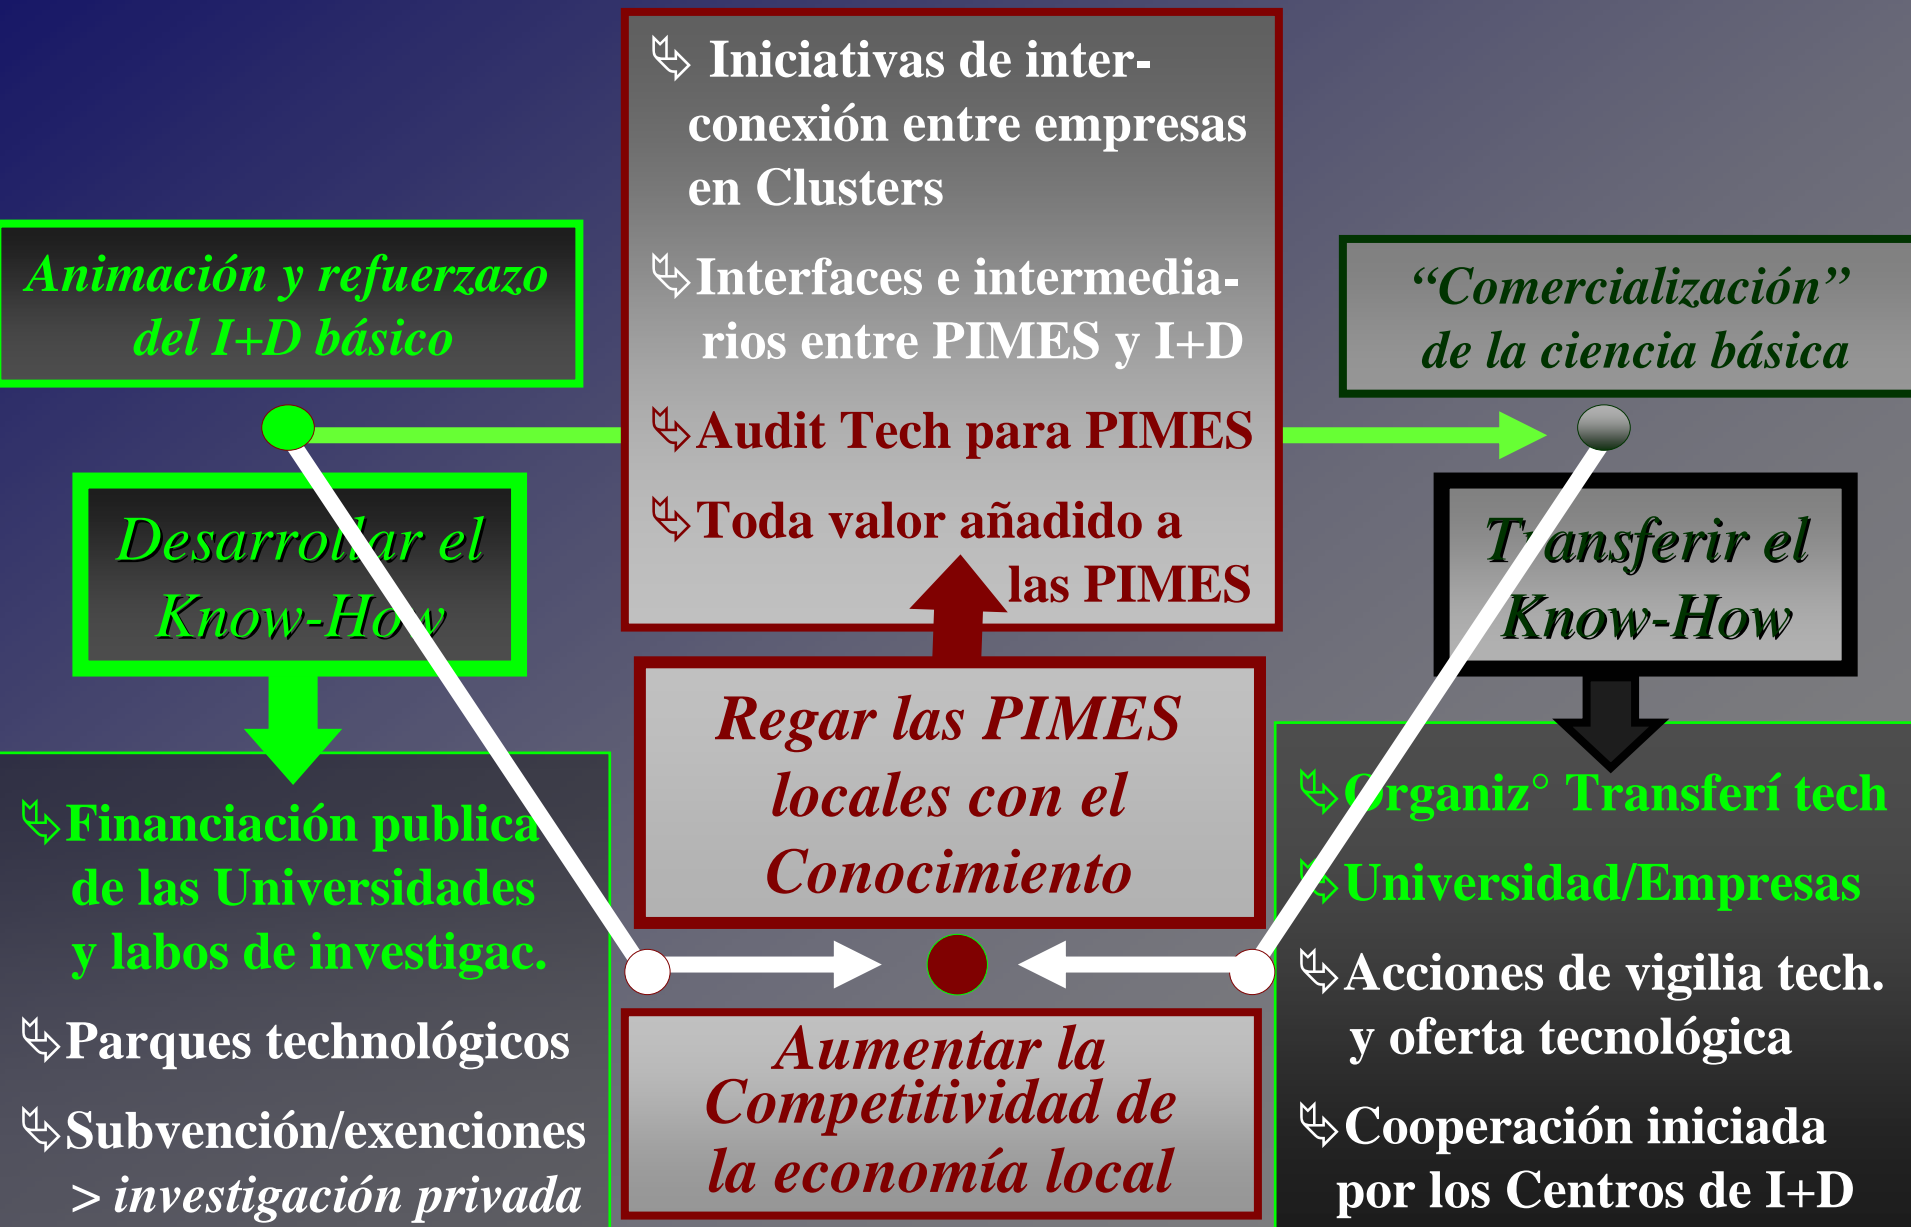 Animación y refuerzazo
del I+D básico
Desarrollar el
Know-How
Financiación publica
de las Universidades
y labos de investigac.
Parques technológicos
Subvención/exenciones
> investigación privada
Iniciativas de inter-
conexión entre empresas
en Clusters
Interfaces e intermedia-
rios entre PIMES y I+D
Audit Tech para PIMES
Toda valor añadido a
las PIMES
Regar las PIMES
locales con el
Conocimiento
Aumentar la
Competitividad de
la economía local
“Comercialización”
de la ciencia básica
Transferir el
Know-How
Organiz° Transferí tech
Universidad/Empresas
Acciones de vigilia tech.
y oferta tecnológica
Cooperación iniciada
por los Centros de I+D